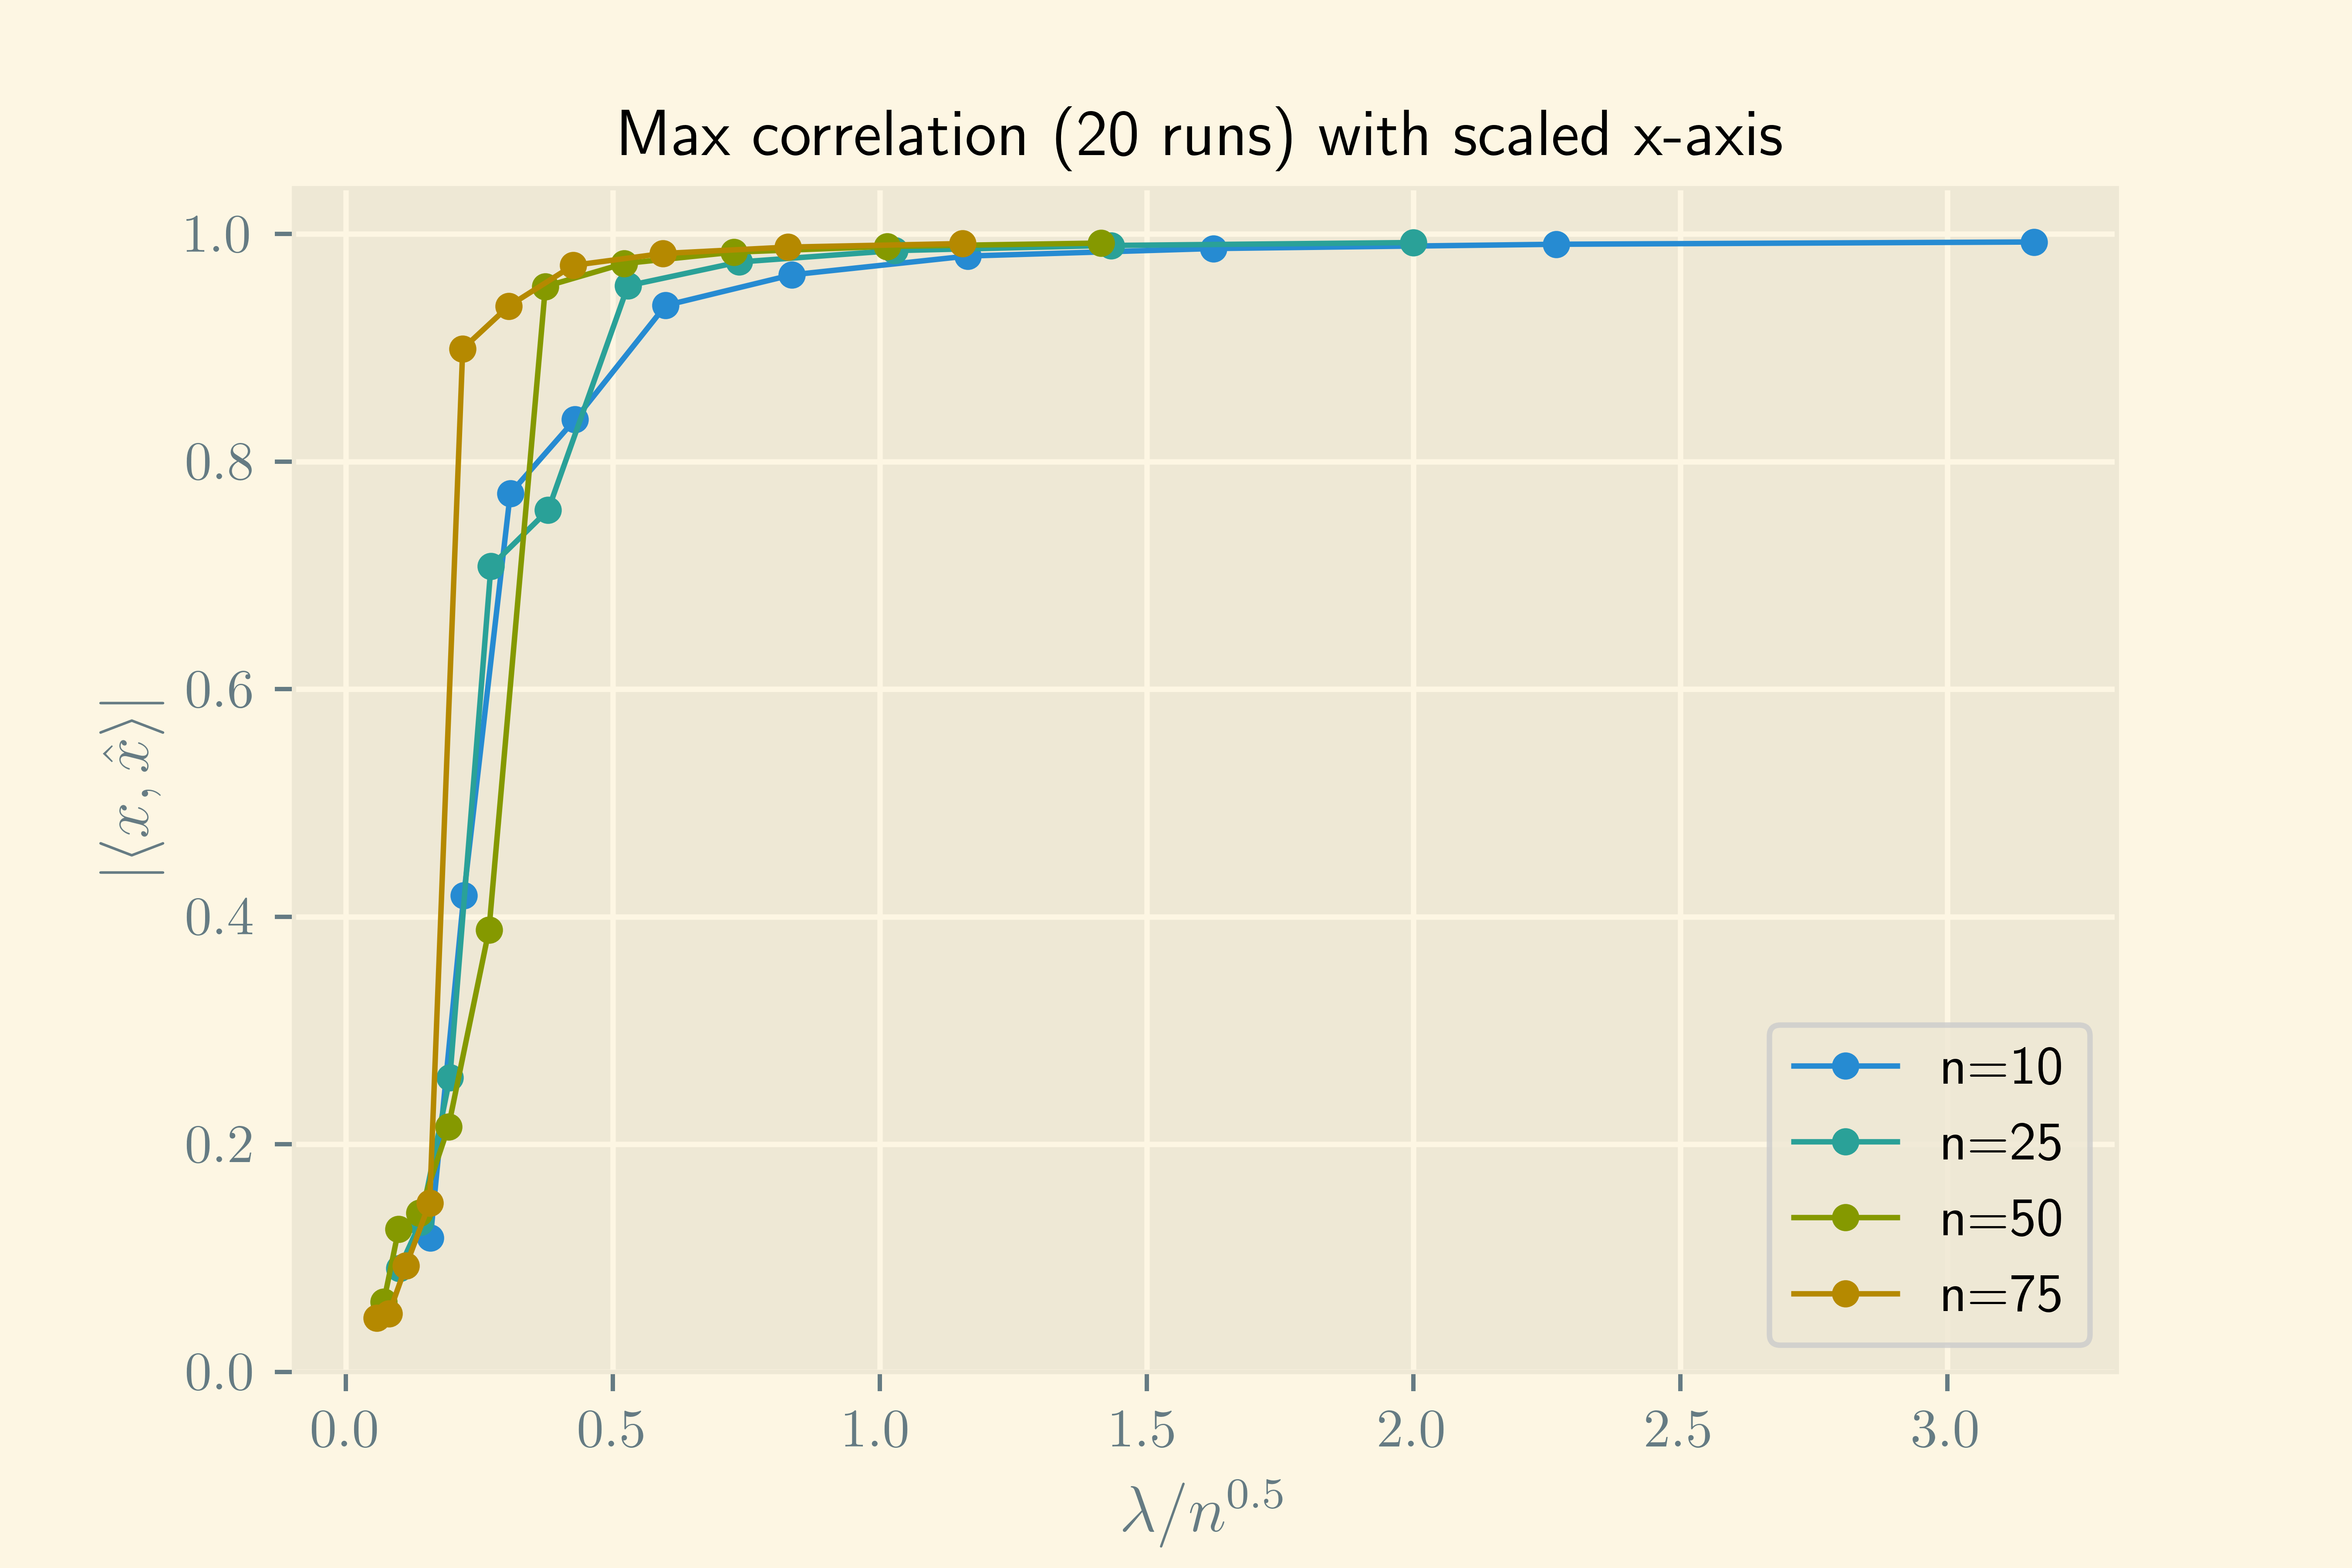 Max correlation (20 runs) with scaled x-axis
1.0
0.8
0.6
0.4
0.2
0.0
|⟨x, x̂⟩|
n=10
n=25
n=50
n=75
0.0 0.5 1.0 1.5 2.0 2.5 3.0
λ/n^0.5